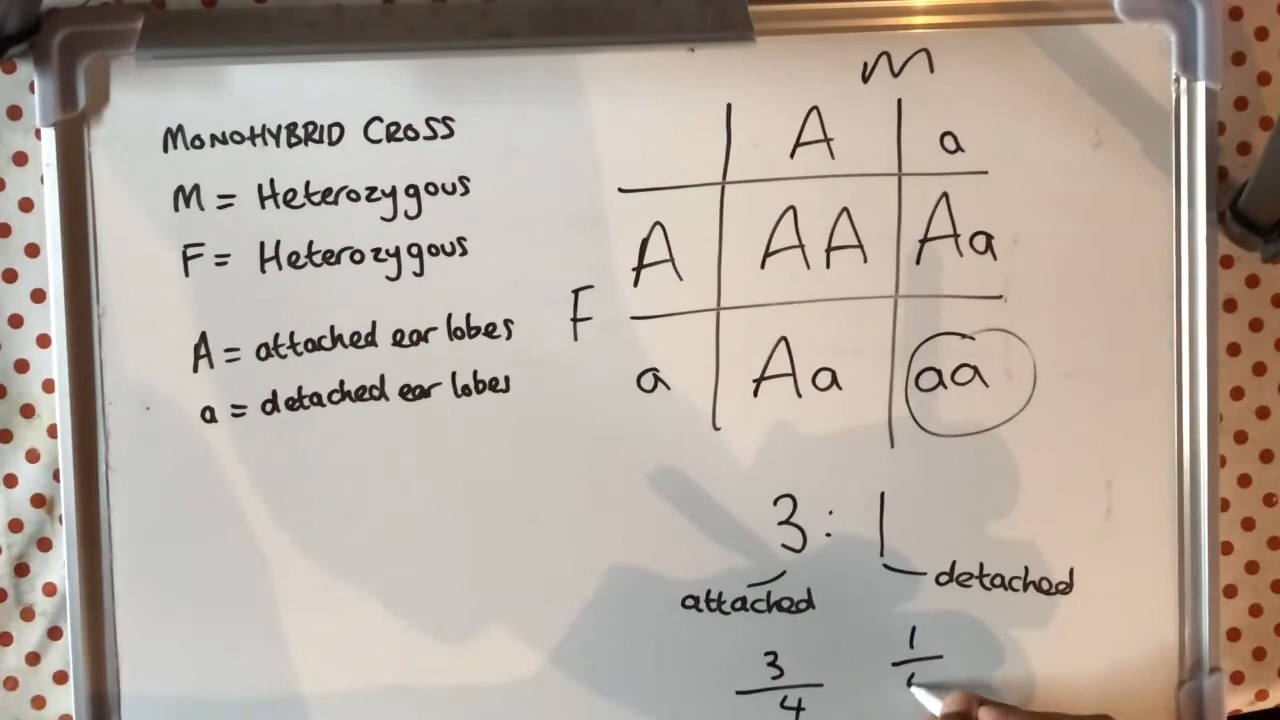 MONOHYBRID CROSS
M = Heterozygous
F = Heterozygous
A = attached ear lobes
a = detached ear lobes
M
A a
A AA Aa
F
a Aa aa
3 : 1
attached detached
3/4 1/